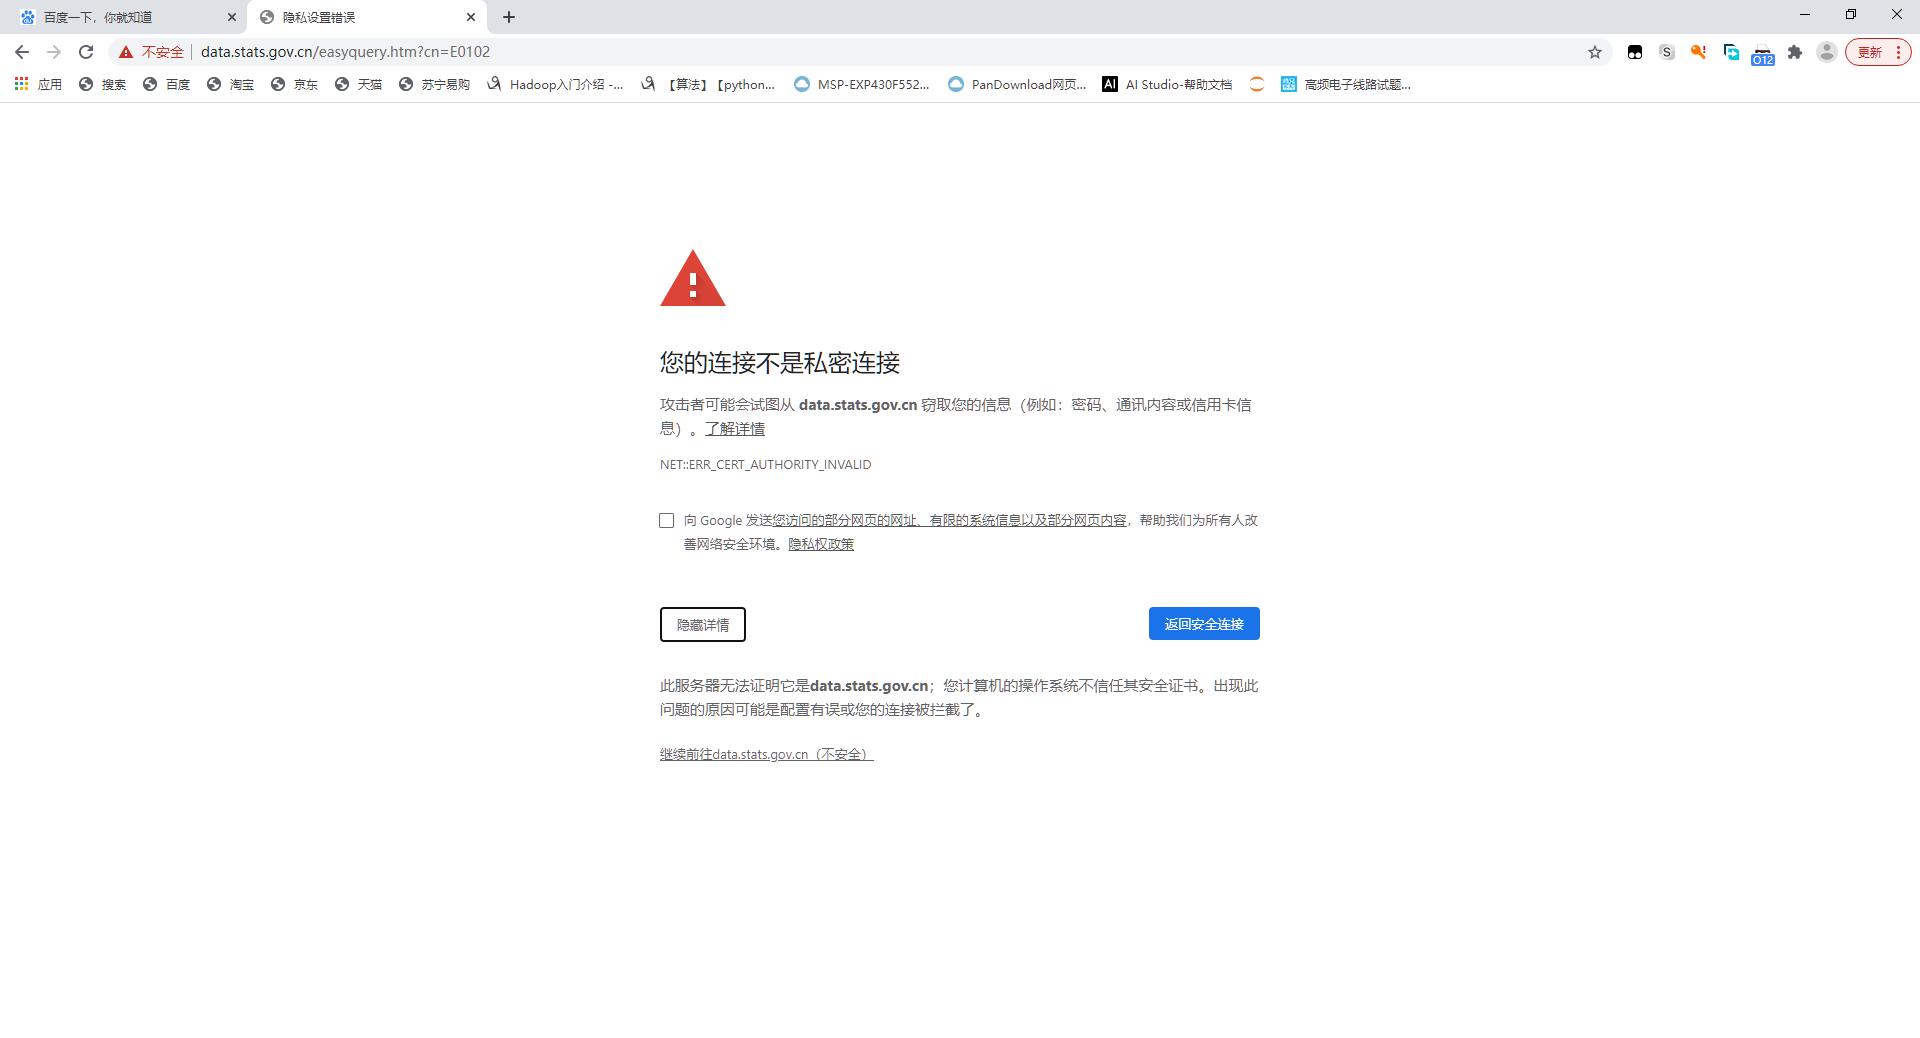 百度一下，你就知道
隐私设置错误
不安全
data.stats.gov.cn/easyquery.htm?cn=E0102
S
O12
更新
应用
搜索
百度
淘宝
京东
天猫
苏宁易购
Hadoop入门介绍 -...
【算法】【python...
MSP-EXP430F552...
PanDownload网页...
AI
AI Studio-帮助文档
高频电子线路试题...
您的连接不是私密连接
攻击者可能会试图从 data.stats.gov.cn 窃取您的信息（例如：密码、通讯内容或信用卡信
息）。了解详情
NET::ERR_CERT_AUTHORITY_INVALID
向 Google 发送您访问的部分网页的网址、有限的系统信息以及部分网页内容，帮助我们为所有人改
善网络安全环境。隐私权政策
隐藏详情
返回安全连接
此服务器无法证明它是data.stats.gov.cn；您计算机的操作系统不信任其安全证书。出现此
问题的原因可能是配置有误或您的连接被拦截了。
继续前往data.stats.gov.cn（不安全）